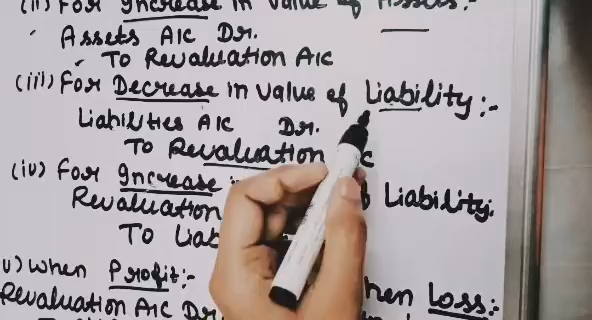 (ii) For Increase in value of Assets:-
Assets A/c Dr.
To Revaluation A/c
(iii) For Decrease in value of Liability:-
Liabilities A/c Dr.
To Revaluation
(iv) For Increase Liability:
Revaluation
To
v) When Profit:- When Loss:-
Revaluation A/c Dr.